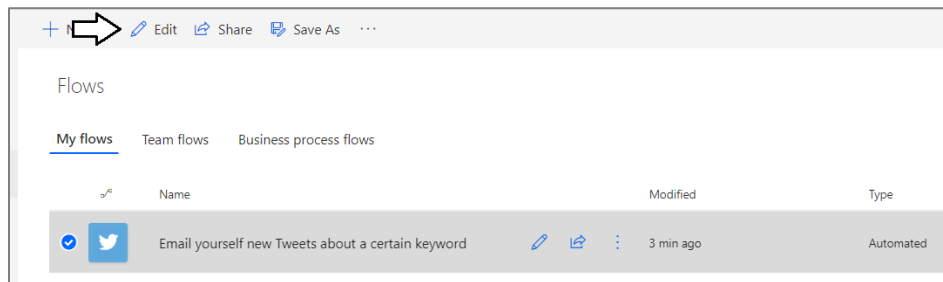 Edit Share Save As ...
Flows
My flows Team flows Business process flows
Name Modified Type
Email yourself new Tweets about a certain keyword 3 min ago Automated